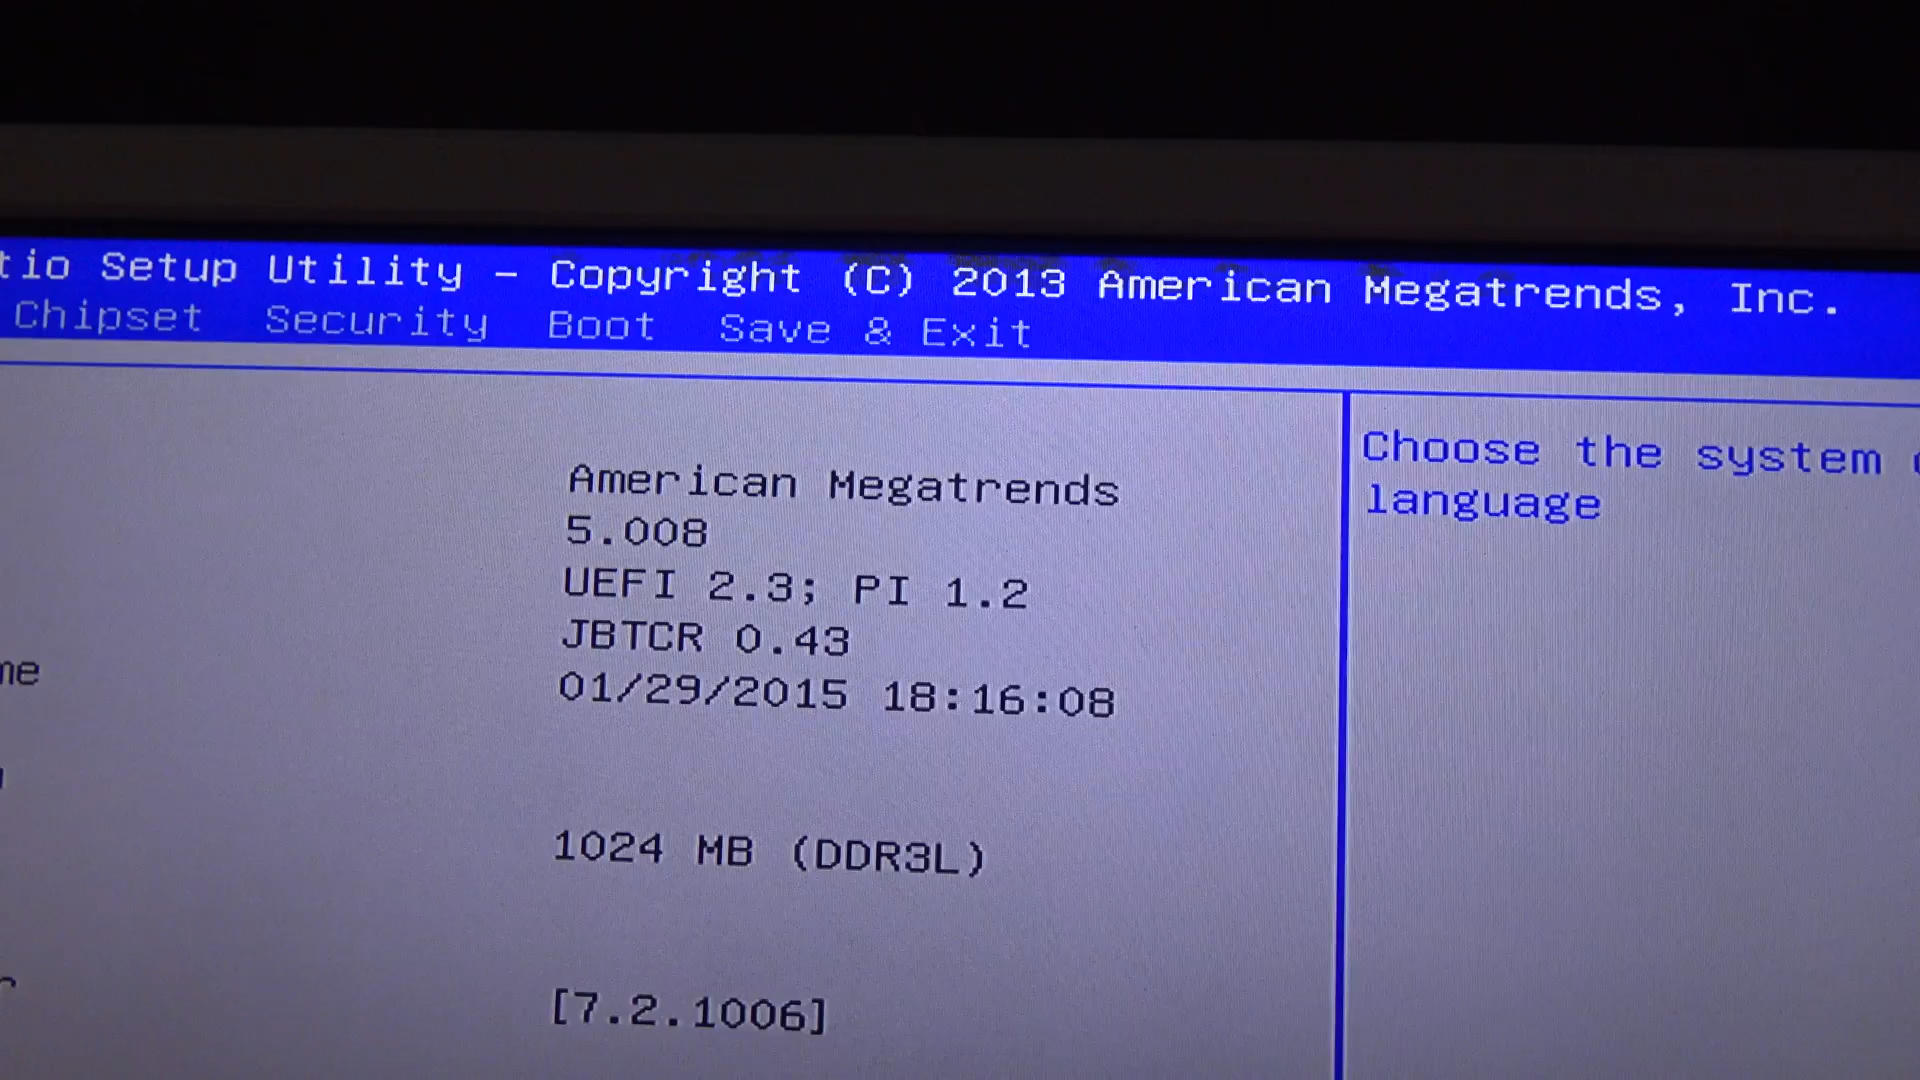 tio Setup Utility - Copyright (C) 2013 American Megatrends, Inc.
Chipset Security Boot Save & Exit
American Megatrends
5.008
UEFI 2.3; PI 1.2
JBTCR 0.43
me
01/29/2015 18:16:08
1024 MB (DDR3L)
[7.2.1006]
Choose the system
language